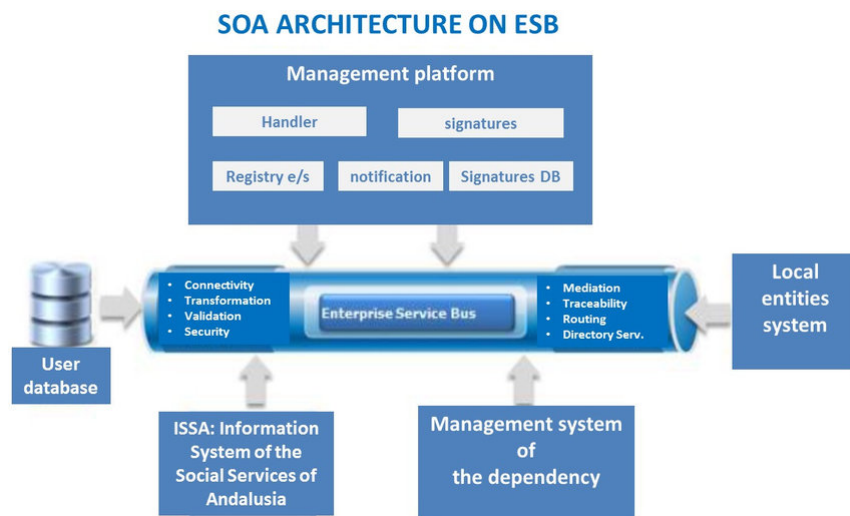 SOA ARCHITECTURE ON ESB
Management platform
Handler
signatures
Registry e/s
notification
Signatures DB
• Connectivity
• Transformation
• Validation
• Security
Enterprise Service Bus
• Mediation
• Traceability
• Routing
• Directory Serv.
Local
entities
system
User
database
ISSA: Information
System of the
Social Services of
Andalusia
Management system
of
the dependency